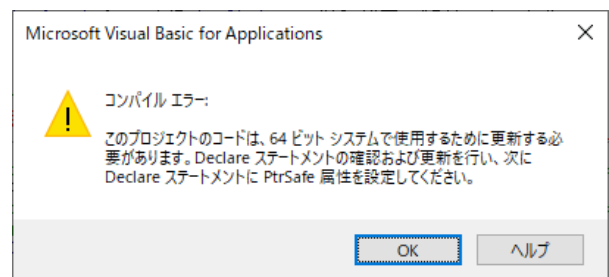 Microsoft Visual Basic for Applications
コンパイル エラー:
このプロジェクトのコードは、64 ビット システムで使用するために更新する必
要があります。Declare ステートメントの確認および更新を行い、次に
Declare ステートメントに PtrSafe 属性を設定してください。
OK
ヘルプ